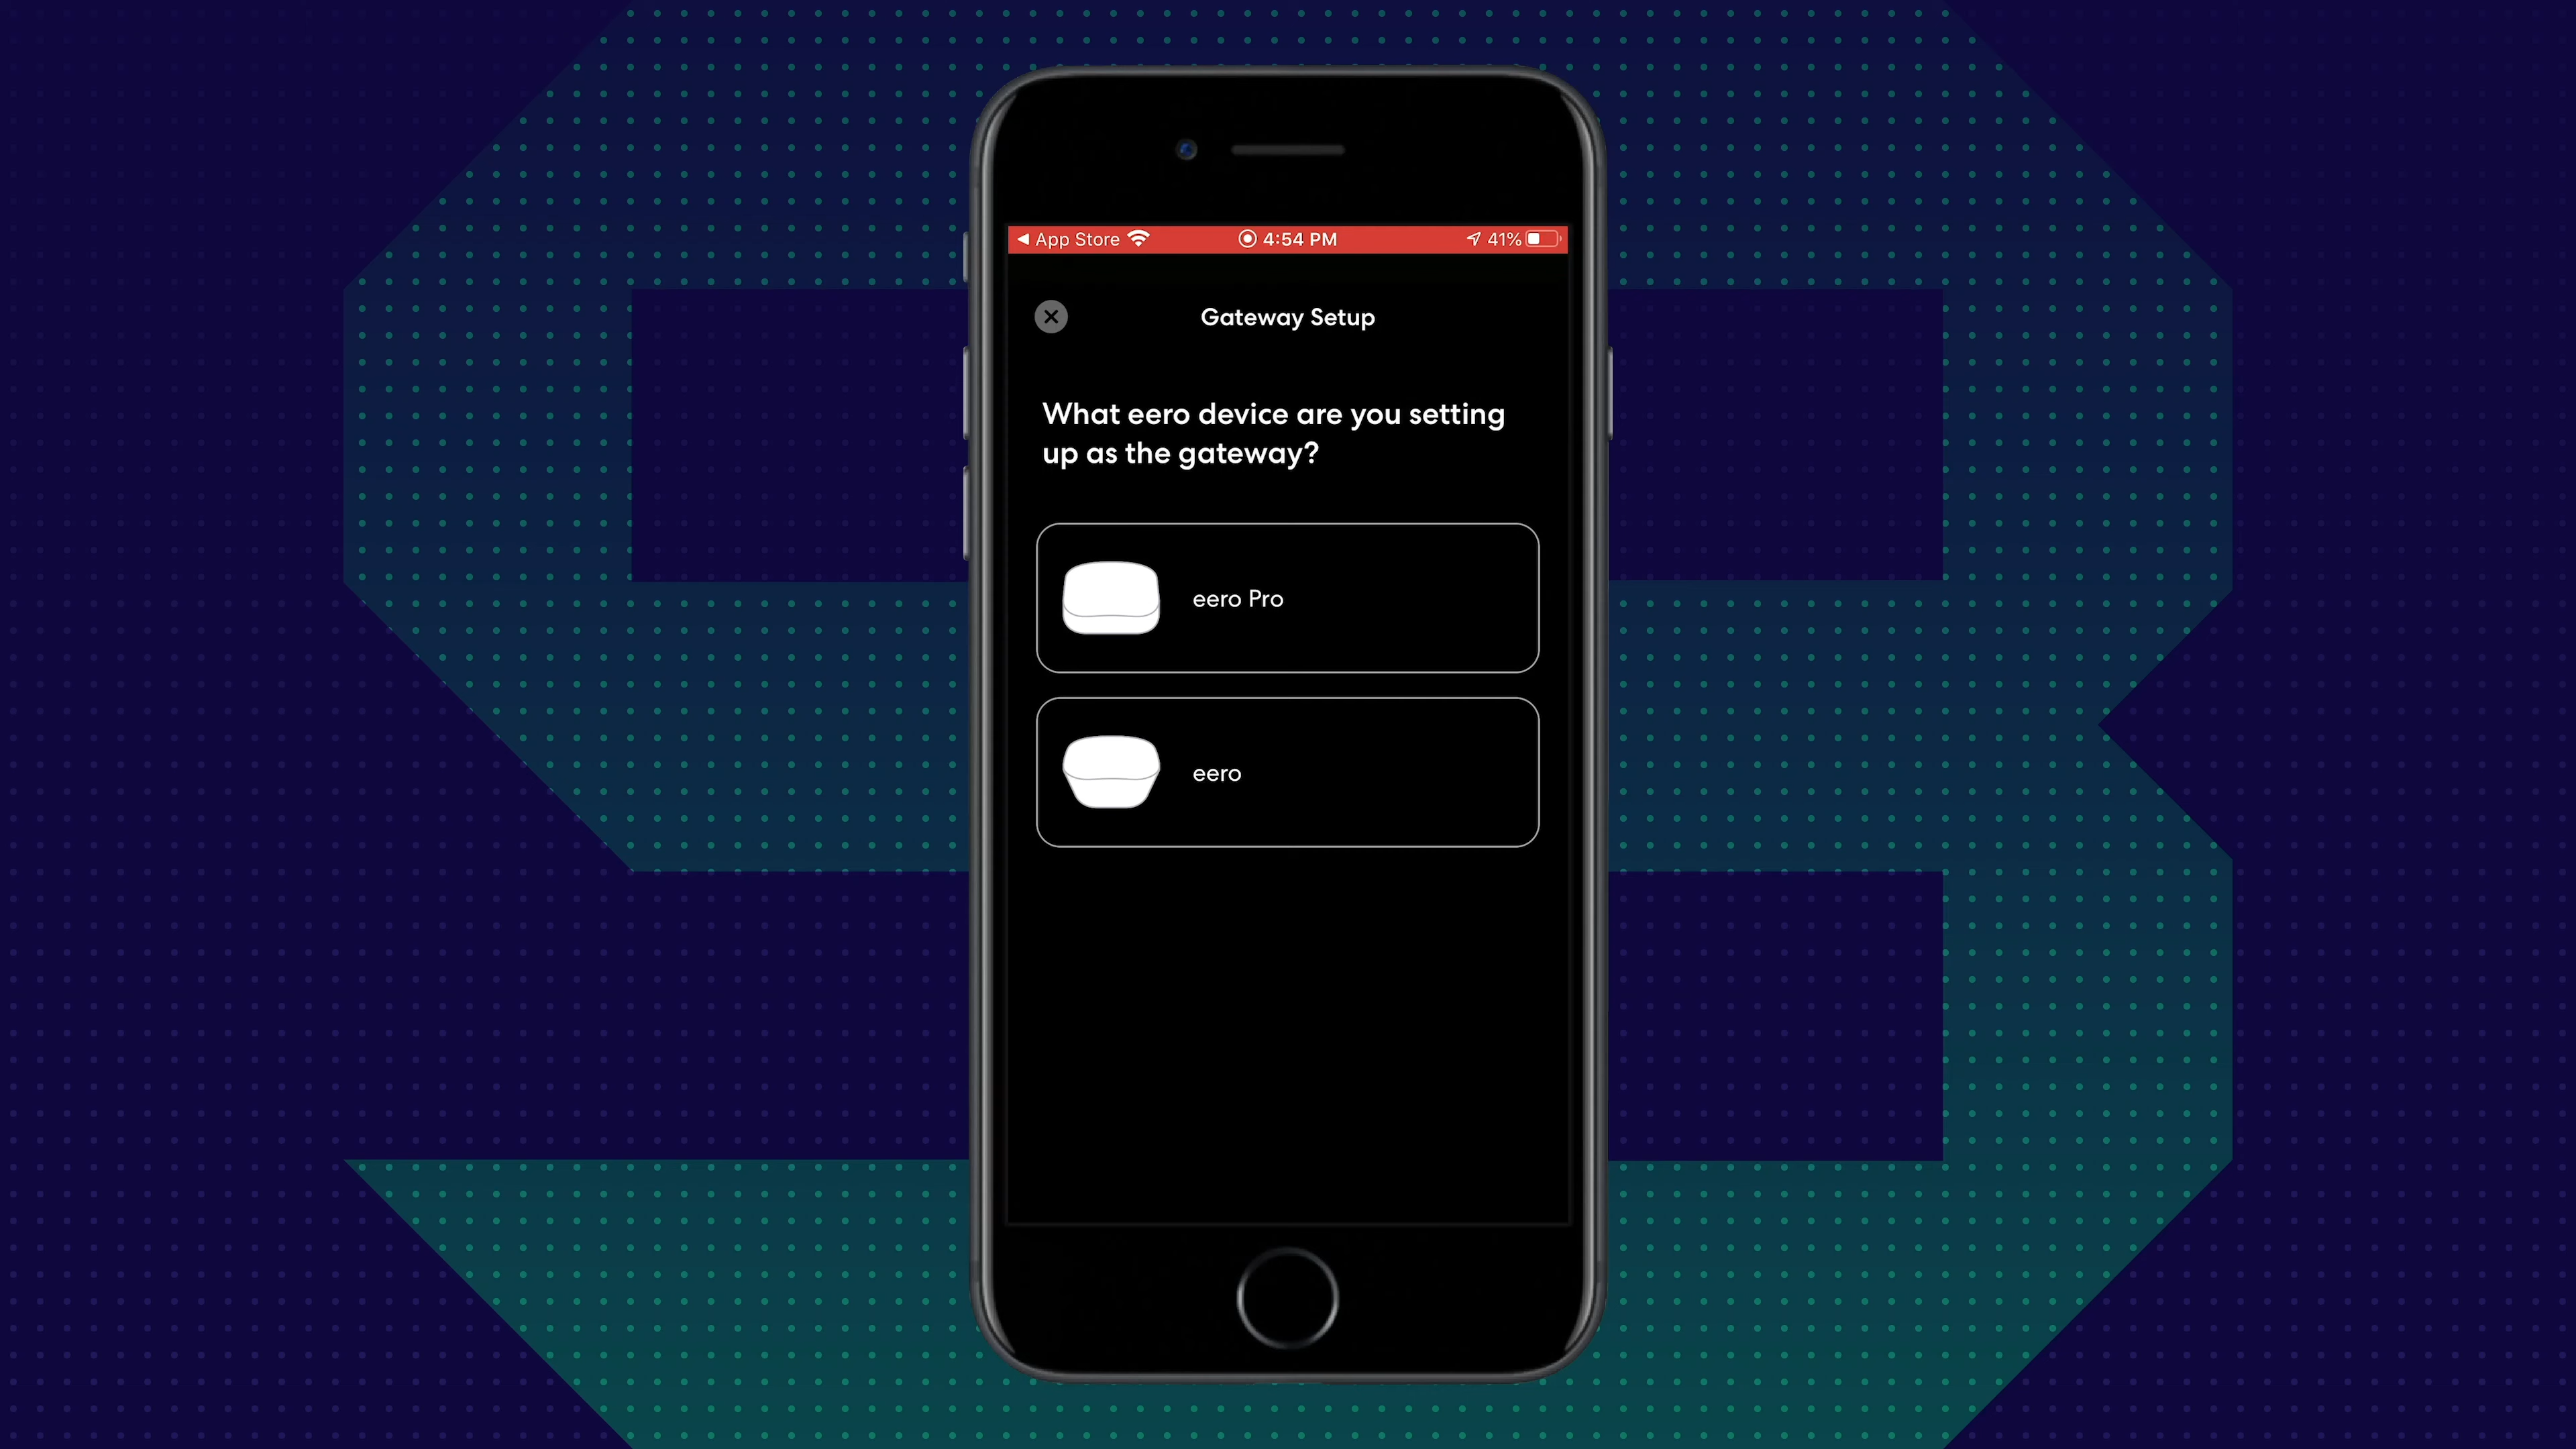 App Store 4:54 PM 41%
Gateway Setup
What eero device are you setting
up as the gateway?
eero Pro
eero